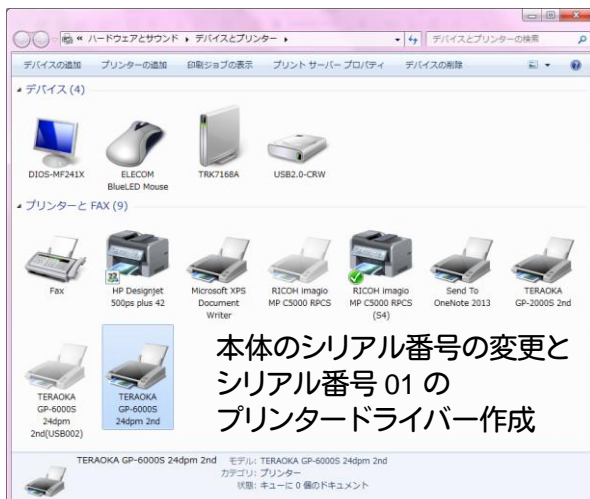 « ハードウェアとサウンド ▸ デバイスとプリンター ▸
デバイスとプリンターの検索
デバイスの追加 プリンターの追加 印刷ジョブの表示 プリント サーバー プロパティ デバイスの削除
デバイス (4)
DIOS-MF241X
ELECOM
BlueLED Mouse
TRK7168A
USB2.0-CRW
プリンターと FAX (9)
Fax
HP Designjet
500ps plus 42
Microsoft XPS
Document
Writer
RICOH imagio
MP C5000 RPCS
RICOH imagio
MP C5000 RPCS
(S4)
Send To
OneNote 2013
TERAOKA
GP-2000S 2nd
TERAOKA
GP-6000S
24dpm
2nd(USB002)
TERAOKA
GP-6000S
24dpm 2nd
本体のシリアル番号の変更と
シリアル番号 01 の
プリンタードライバー作成
TERAOKA GP-6000S 24dpm 2nd モデル: TERAOKA GP-6000S 24dpm 2nd
カテゴリ: プリンター
状態: キューに 0 個のドキュメント